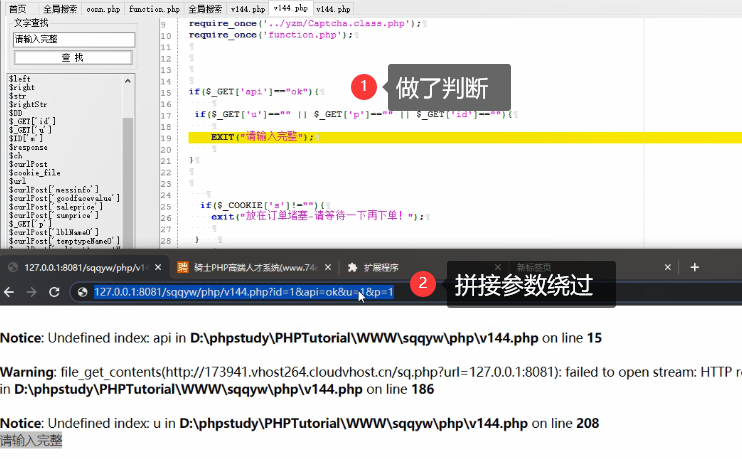 首页 全局搜索 conn.php function.php 全局搜索 v144.php v144.php v144.php
文字查找
请输入完整
查 找
$left
$right
$str
$rightStr
$DD
$_GET['id']
$_GET['u']
$ID['m']
$response
$ch
$curlPost
$cookie_file
$url
$curlPost['messinfo']
$curlPost['goodfacevalue']
$curlPost['saleprice']
$curlPost['sumprice']
$_GET['p']
$curlPost['lblName0']
$curlPost['temptypeName0']
9 require_once('../yzm/Captcha.class.php');
10 require_once('function.php');
11
12
13
14
15 if($_GET['api']=="ok"){
16
17 if($_GET['u']=="" || $_GET['p']=="" || $_GET['id']==""){
18
19 EXIT("请输入完整");
20
21 }
22
23
24
25 if($_COOKIE['s']!=""){
26 exit("放在订单堵塞-请等待一下再下单！");
27
28 }
1 做了判断
127.0.0.1:8081/sqqyw/php/v14
骑士PHP高端人才系统(www.74c
扩展程序
新标签页
127.0.0.1:8081/sqqyw/php/v144.php?id=1&api=ok&u=1&p=1
2 拼接参数绕过
Notice: Undefined index: api in D:\phpstudy\PHPTutorial\WWW\sqqyw\php\v144.php on line 15
Warning: file_get_contents(http://173941.vhost264.cloudvhost.cn/sq.php?url=127.0.0.1:8081): failed to open stream: HTTP re
in D:\phpstudy\PHPTutorial\WWW\sqqyw\php\v144.php on line 186
Notice: Undefined index: u in D:\phpstudy\PHPTutorial\WWW\sqqyw\php\v144.php on line 208
请输入完整